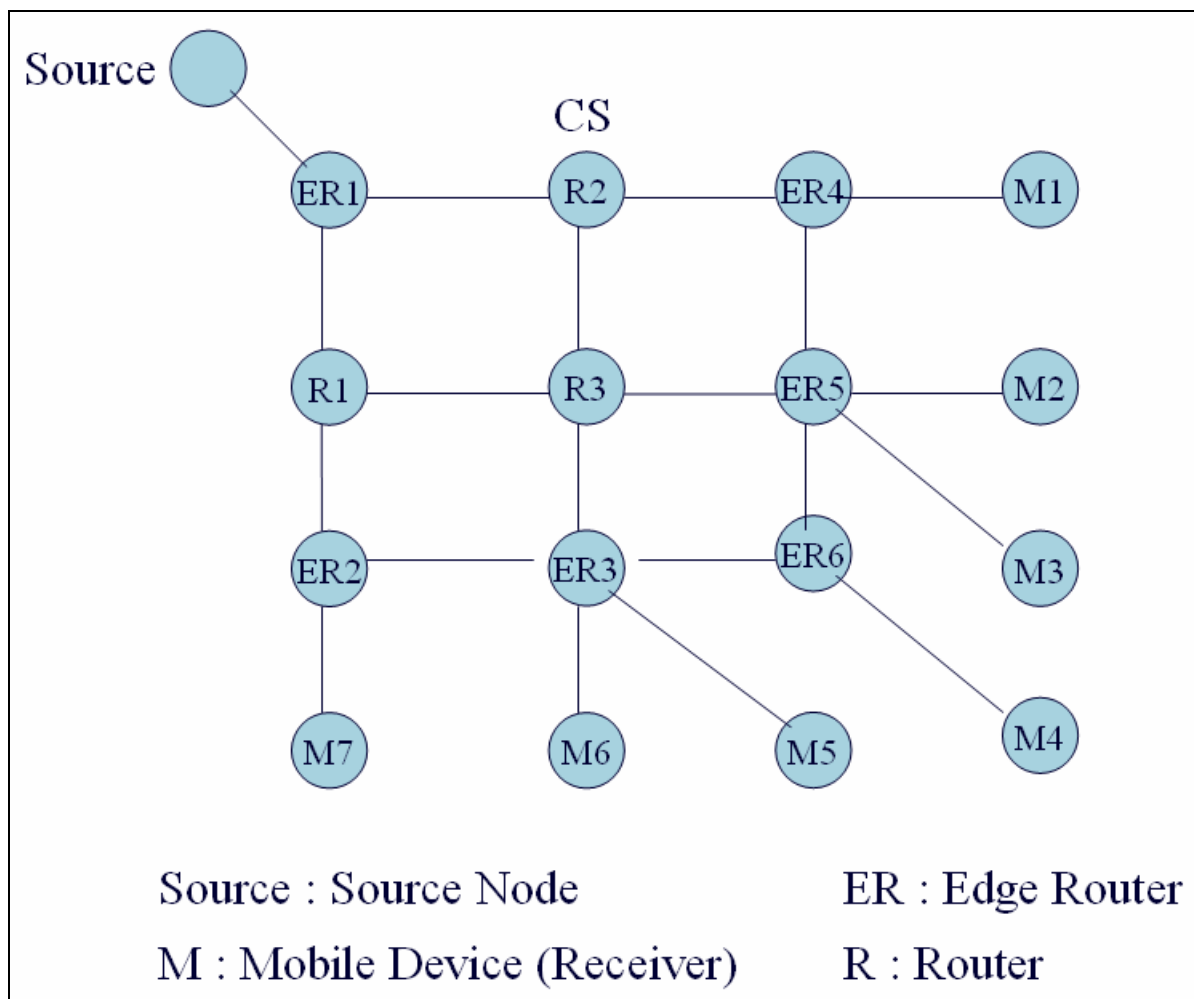 Source
CS
ER1
R2
ER4
M1
R1
R3
ER5
M2
ER2
ER3
ER6
M3
M7
M6
M5
M4
Source : Source Node
ER : Edge Router
M : Mobile Device (Receiver)
R : Router